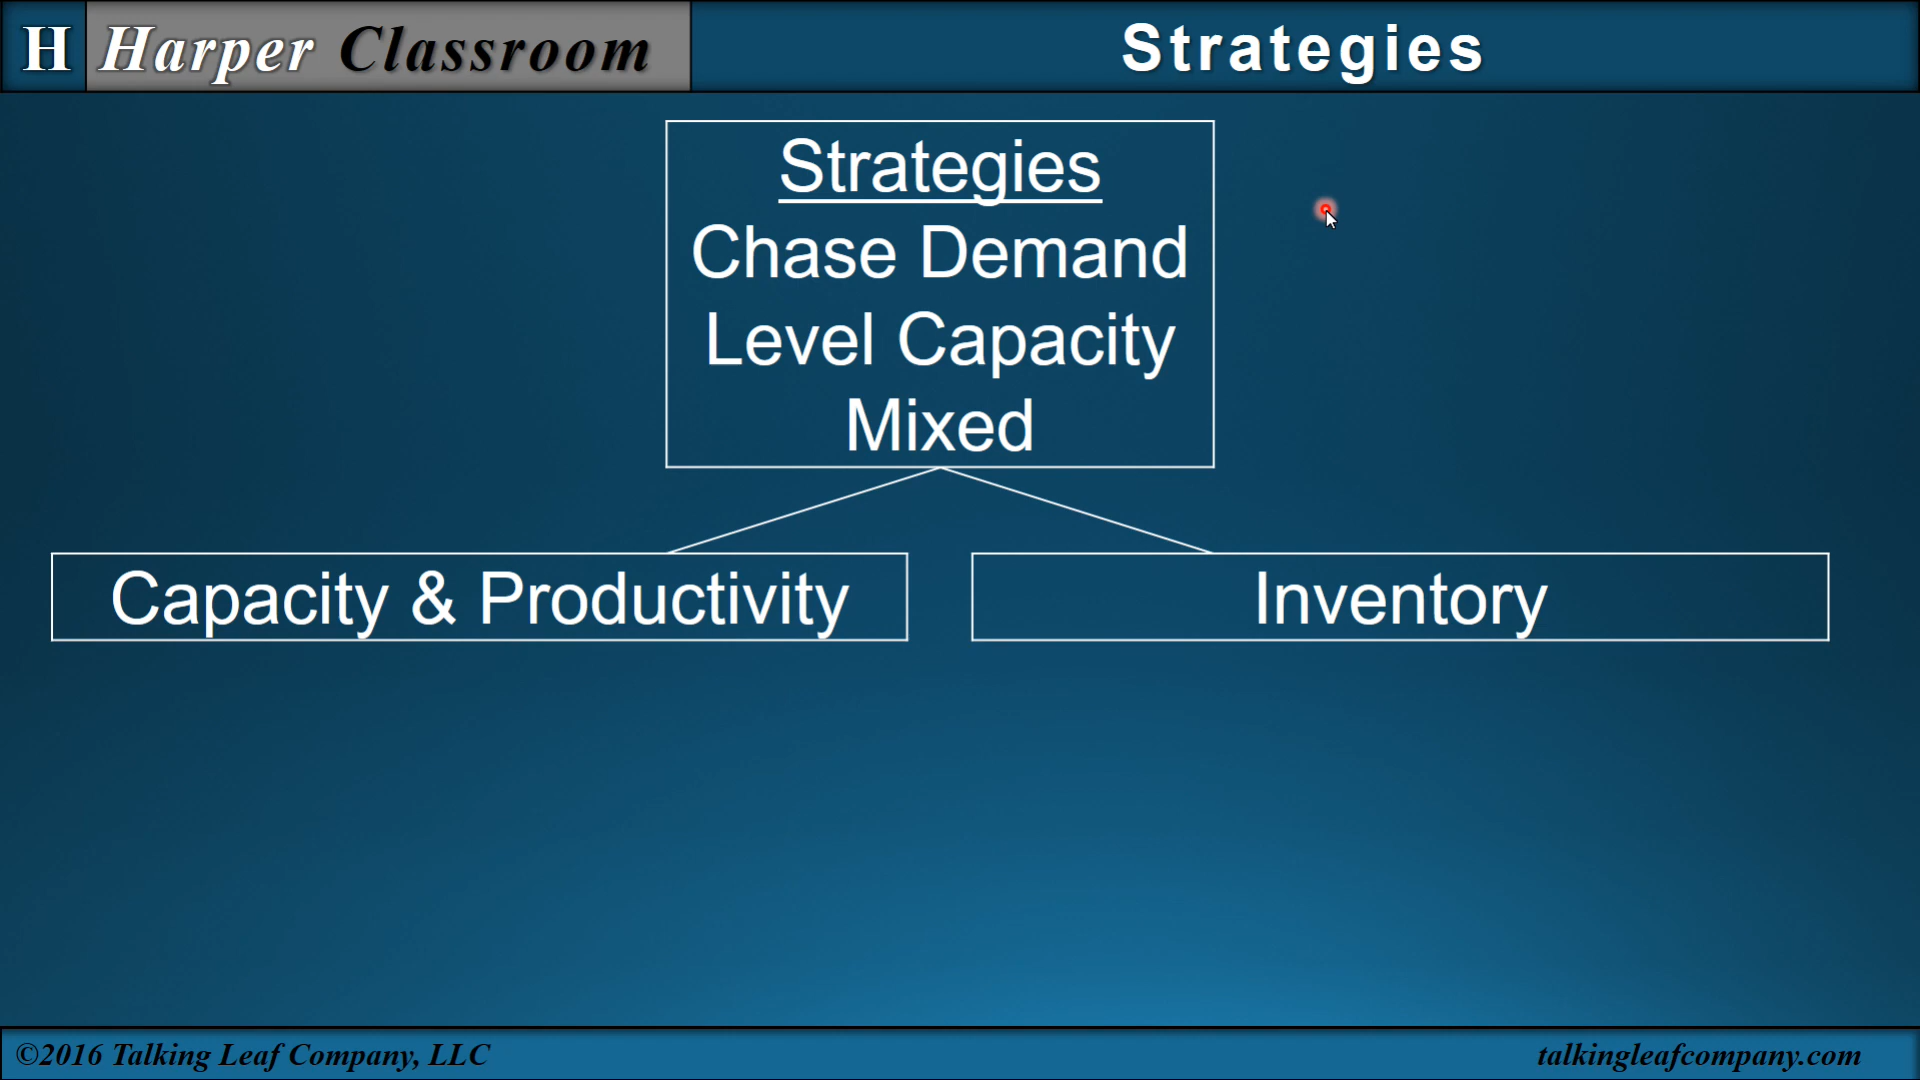 H Harper Classroom
Strategies
Strategies
Chase Demand
Level Capacity
Mixed
Capacity & Productivity
Inventory
©2016 Talking Leaf Company, LLC
talkingleafcompany.com